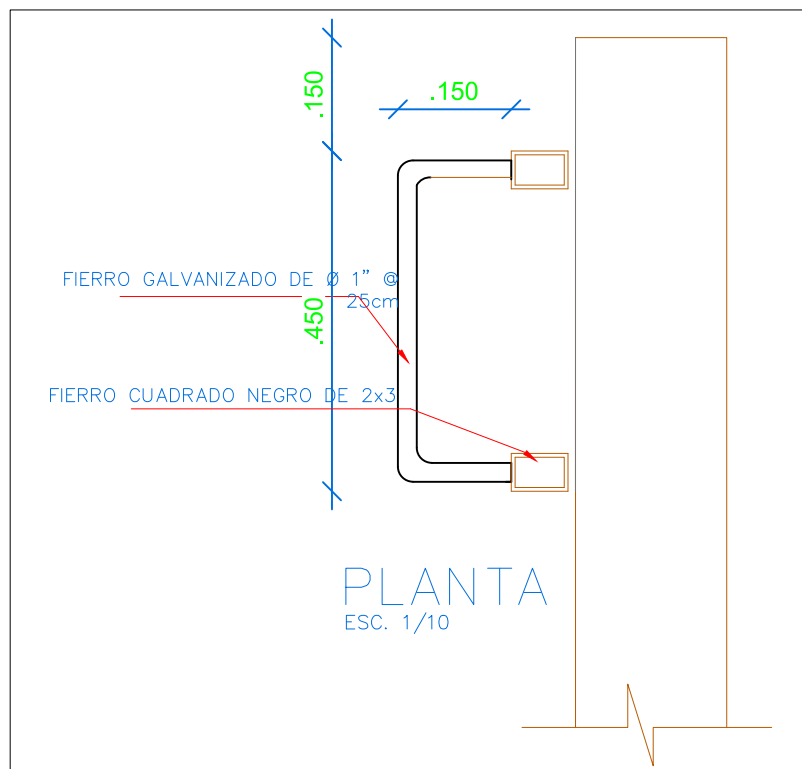 .150
.150
FIERRO GALVANIZADO DE Ø 1” @
25cm
.450
FIERRO CUADRADO NEGRO DE 2x3
PLANTA
ESC. 1/10